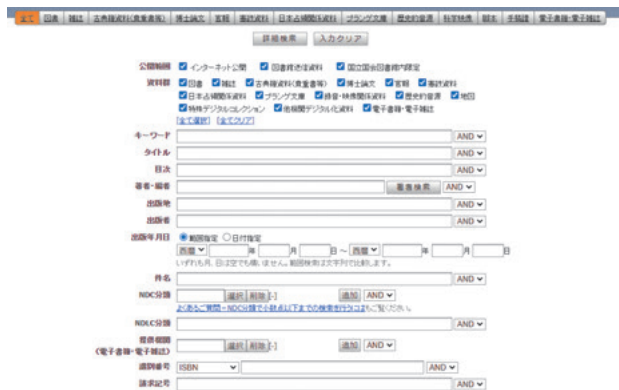 全て 図書 雑誌 古典籍資料(貴重書等) 博士論文 官報 憲政資料 日本占領関係資料 プランゲ文庫 歴史的音源 科学映像 脚本 手稿譜 電子書籍・電子雑誌
詳細検索 入力クリア
公開範囲 インターネット公開 図書館送信資料 国立国会図書館内限定
資料群 図書 雑誌 古典籍資料(貴重書等) 博士論文 官報 憲政資料
日本占領関係資料 プランゲ文庫 録音・映像関係資料 歴史的音源 地図
特殊デジタルコレクション 他機関デジタル化資料 電子書籍・電子雑誌
[全て選択] [全てクリア]
キーワード AND
タイトル AND
目次 AND
著者・編者 著者検索 AND
出版地 AND
出版者 AND
出版年月日 範囲指定 日付指定
西暦 年 月 日 ~ 西暦 年 月 日
いずれも月、日は空でも構いません。範囲検索は文字列で比較します。
件名 AND
NDC分類 選択 削除 [-] 追加 AND
よくあるご質問-NDC分類で小数点以下までの検索を行うコツもご覧ください。
NDLC分類 AND
提供機関
(電子書籍・電子雑誌) 選択 削除 [-] 追加 AND
識別番号 ISBN AND
請求記号 AND